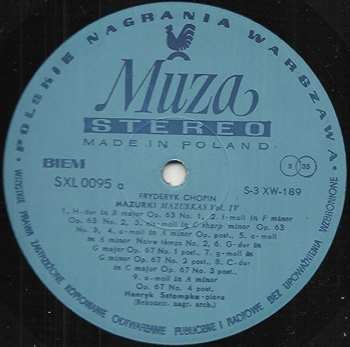 POLSKIE NAGRANIA WARSZAWA
Muza
STEREO
MADE IN POLAND
BIEM
SXL 0095 a
S-3 XW-189
S 33
FRYDERYK CHOPIN
MAZURKI MAZURKAS Vol. IV
1. H-dur in B major Op. 63 No. 1, 2. f-moll in F minor
Op. 63 No. 2, 3. cis-moll in C sharp minor Op. 63
No. 3, 4. a-moll in A minor Op. post., 5. a-moll
in A minor Notre temps No. 2, 6. G-dur in
G major Op. 67 No. 1 post., 7. g-moll in
G minor Op. 67 No. 2 post., 8. C-dur
in C major Op. 67 No. 3 post.,
9. a-moll in A minor
Op. 67 No. 4 post.
Henryk Sztompka-piano
(Rekonstr. nagr. arch.)
WSZELKIE PRAWA ZASTRZEŻONE KOPIOWANIE ODTWARZANIE PUBLICZNE I RADIOWE BEZ UPOWAŻNIENIA WZBRONIONE